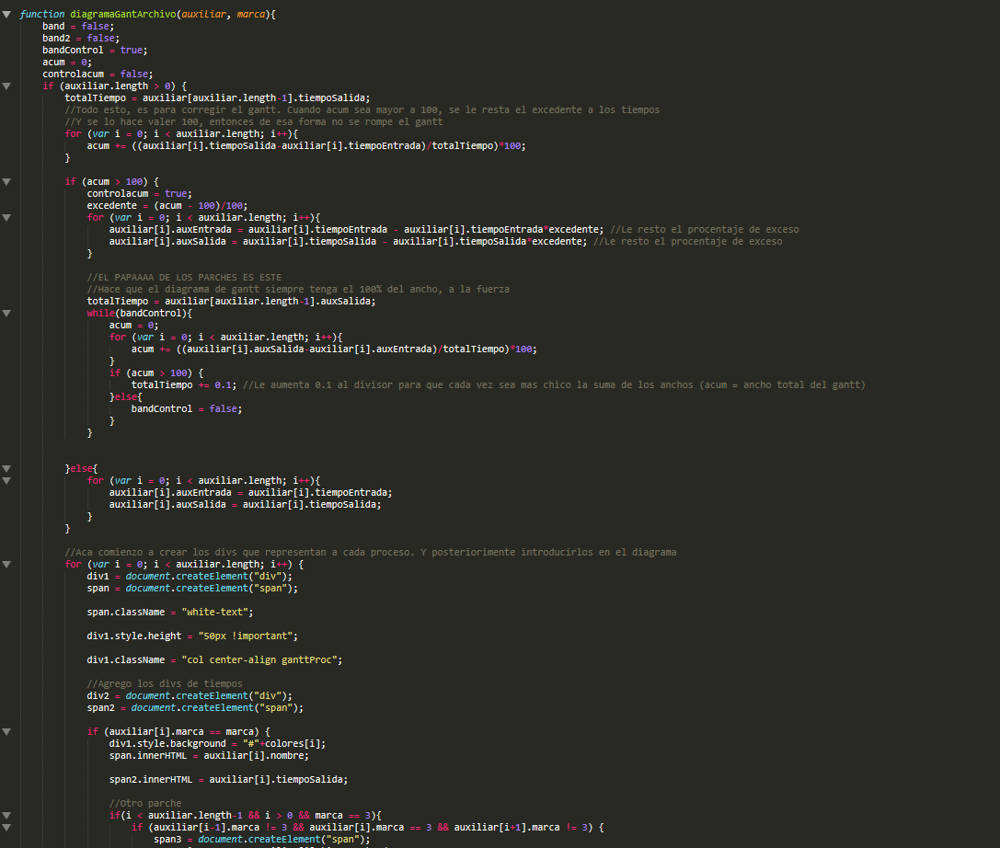 function diagramaGantArchivo(auxiliar, marca){
band = false;
band2 = false;
bandControl = true;
acum = 0;
controlacum = false;
if (auxiliar.length > 0) {
totalTiempo = auxiliar[auxiliar.length-1].tiempoSalida;
//Todo esto, es para corregir el gantt. Cuando acum sea mayor a 100, se le resta el excedente a los tiempos
//Y se lo hace valer 100, entonces de esa forma no se rompe el gantt
for (var i = 0; i < auxiliar.length; i++){
acum += ((auxiliar[i].tiempoSalida-auxiliar[i].tiempoEntrada)/totalTiempo)*100;
}
if (acum > 100) {
controlacum = true;
excedente = (acum - 100)/100;
for (var i = 0; i < auxiliar.length; i++){
auxiliar[i].auxEntrada = auxiliar[i].tiempoEntrada - auxiliar[i].tiempoEntrada*excedente; //Le resto el procentaje de exceso
auxiliar[i].auxSalida = auxiliar[i].tiempoSalida - auxiliar[i].tiempoSalida*excedente; //Le resto el procentaje de exceso
}
//EL PAPAAAA DE LOS PARCHES ES ESTE
//Hace que el diagrama de gantt siempre tenga el 100% del ancho, a la fuerza
totalTiempo = auxiliar[auxiliar.length-1].auxSalida;
while(bandControl){
acum = 0;
for (var i = 0; i < auxiliar.length; i++){
acum += ((auxiliar[i].auxSalida-auxiliar[i].auxEntrada)/totalTiempo)*100;
}
if (acum > 100) {
totalTiempo += 0.1; //Le aumenta 0.1 al divisor para que cada vez sea mas chico la suma de los anchos (acum = ancho total del gantt)
}else{
bandControl = false;
}
}
}else{
for (var i = 0; i < auxiliar.length; i++){
auxiliar[i].auxEntrada = auxiliar[i].tiempoEntrada;
auxiliar[i].auxSalida = auxiliar[i].tiempoSalida;
}
}
//Aca comienzo a crear los divs que representan a cada proceso. Y posteriorimente introducirlos en el diagrama
for (var i = 0; i < auxiliar.length; i++) {
div1 = document.createElement("div");
span = document.createElement("span");
span.className = "white-text";
div1.style.height = "50px !important";
div1.className = "col center-align ganttProc";
//Agrego los divs de tiempos
div2 = document.createElement("div");
span2 = document.createElement("span");
if (auxiliar[i].marca == marca) {
div1.style.background = "#"+colores[i];
span.innerHTML = auxiliar[i].nombre;
span2.innerHTML = auxiliar[i].tiempoSalida;
//Otro parche
if(i < auxiliar.length-1 && i > 0 && marca == 3){
if (auxiliar[i-1].marca != 3 && auxiliar[i].marca == 3 && auxiliar[i+1].marca != 3) {
span3 = document.createElement("span");